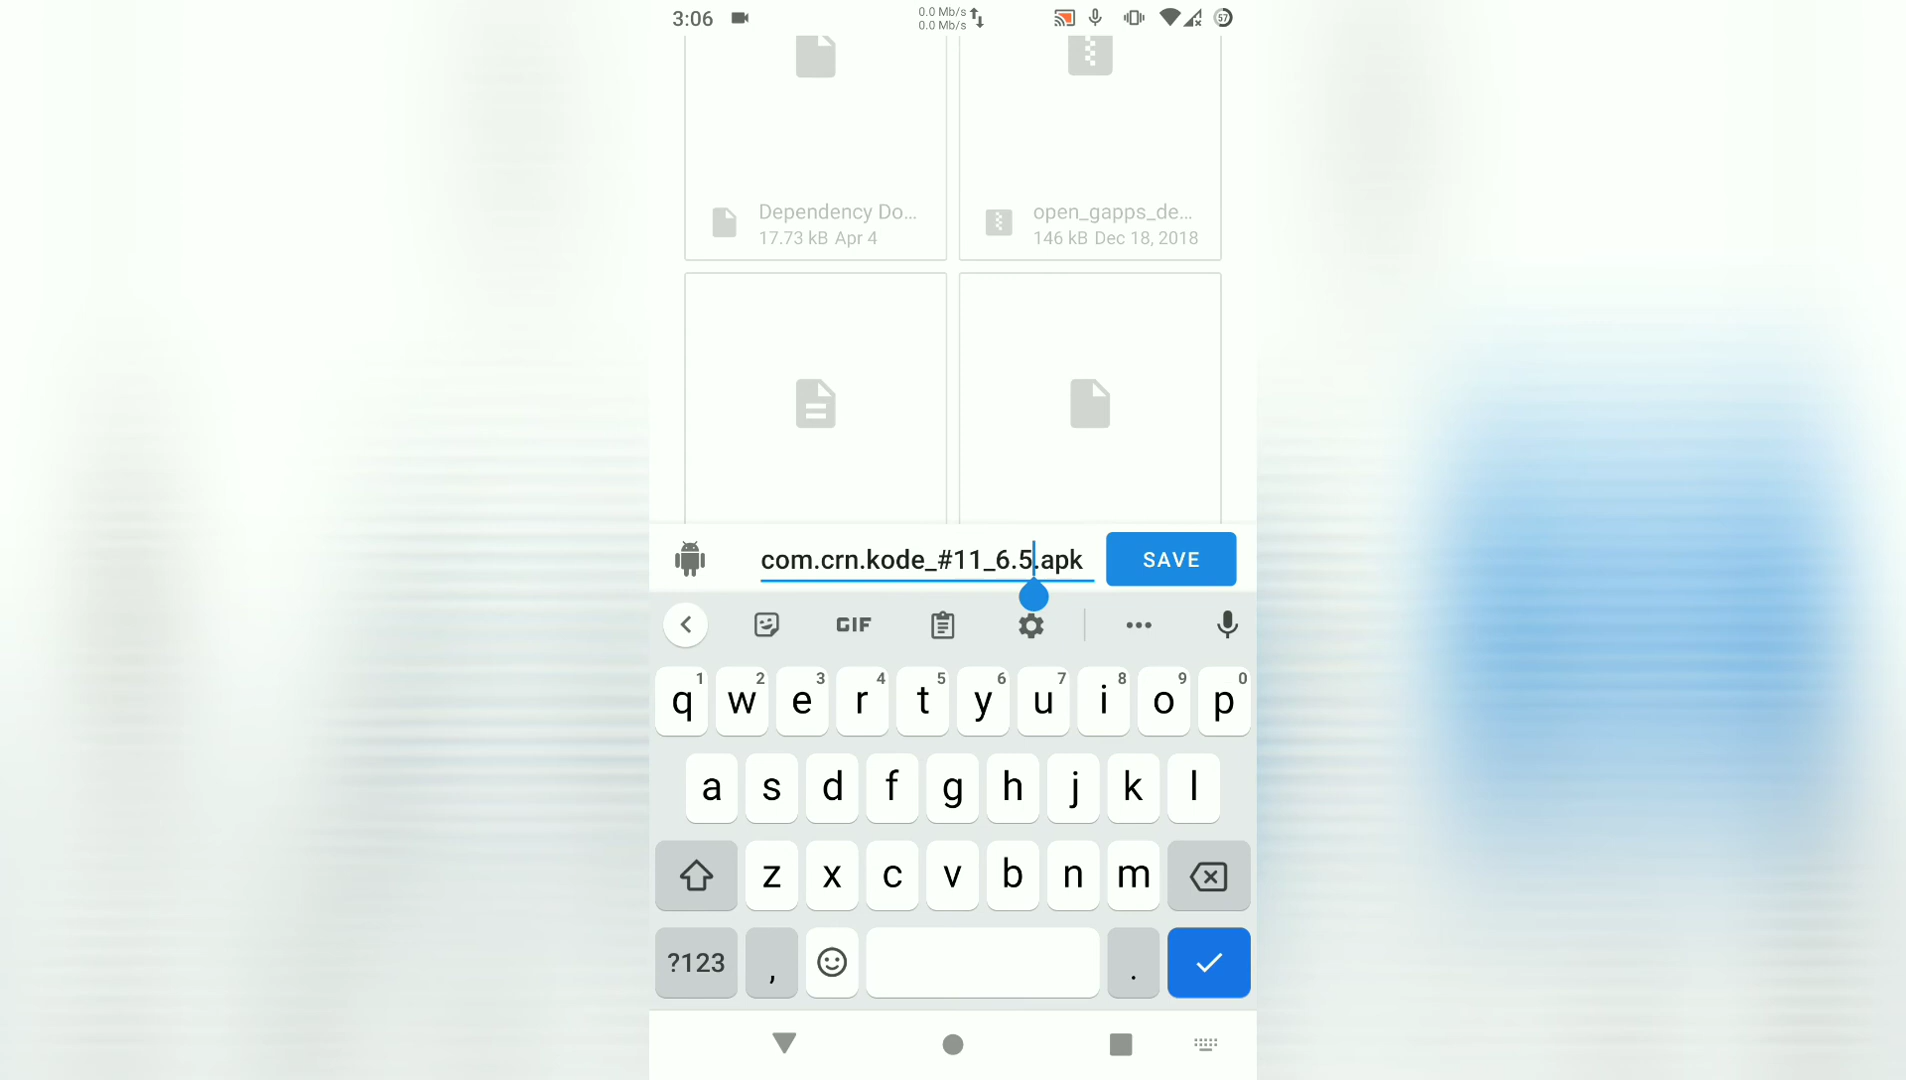 3:06
0.0 Mb/s
0.0 Mb/s
57
Dependency Do...
17.73 kB Apr 4
open_gapps_de...
146 kB Dec 18, 2018
com.crn.kode_#11_6.5.apk
SAVE
GIF
1 2 3 4 5 6 7 8 9 0
q w e r t y u i o p
a s d f g h j k l
z x c v b n m
?123 , .